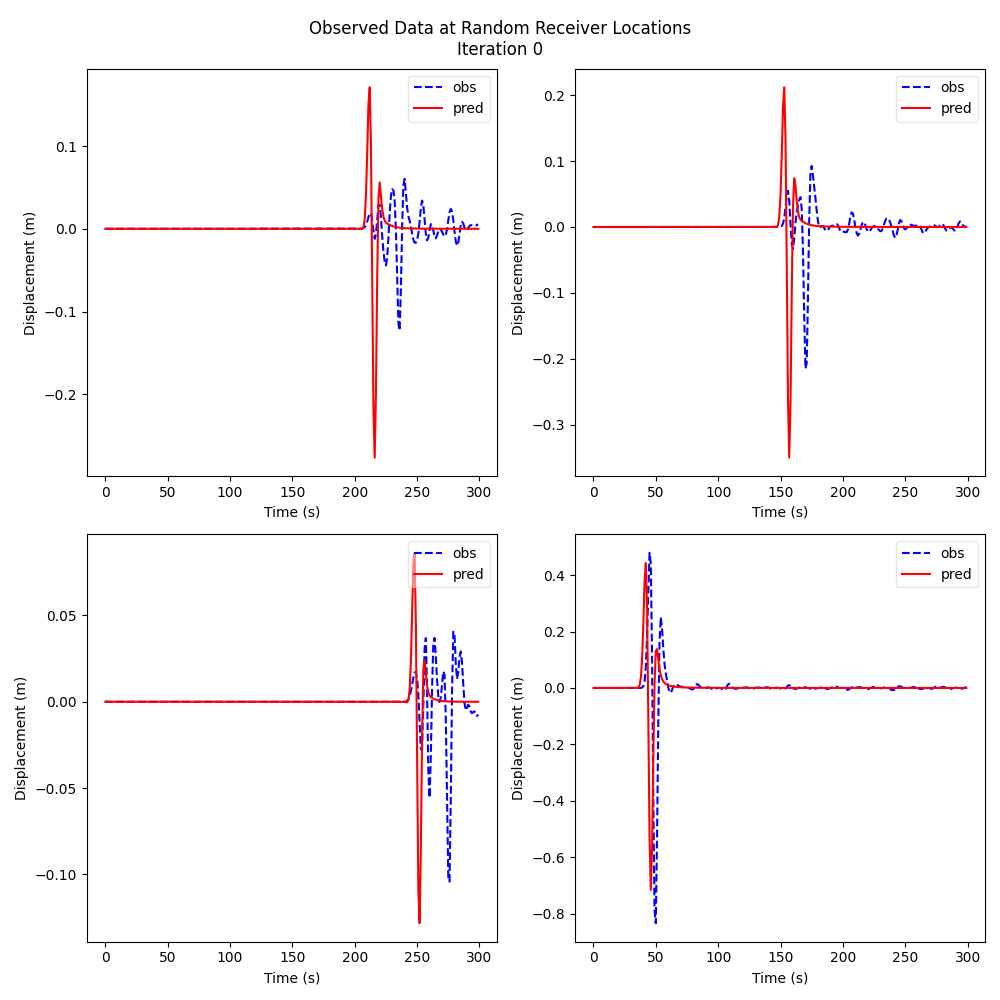 Observed Data at Random Receiver Locations
Iteration 0
obs
pred
0.1
0.0
−0.1
−0.2
Displacement (m)
0 50 100 150 200 250 300
Time (s)
obs
pred
0.2
0.1
0.0
−0.1
−0.2
−0.3
Displacement (m)
0 50 100 150 200 250 300
Time (s)
obs
pred
0.05
0.00
−0.05
−0.10
Displacement (m)
0 50 100 150 200 250 300
Time (s)
obs
pred
0.4
0.2
0.0
−0.2
−0.4
−0.6
−0.8
Displacement (m)
0 50 100 150 200 250 300
Time (s)